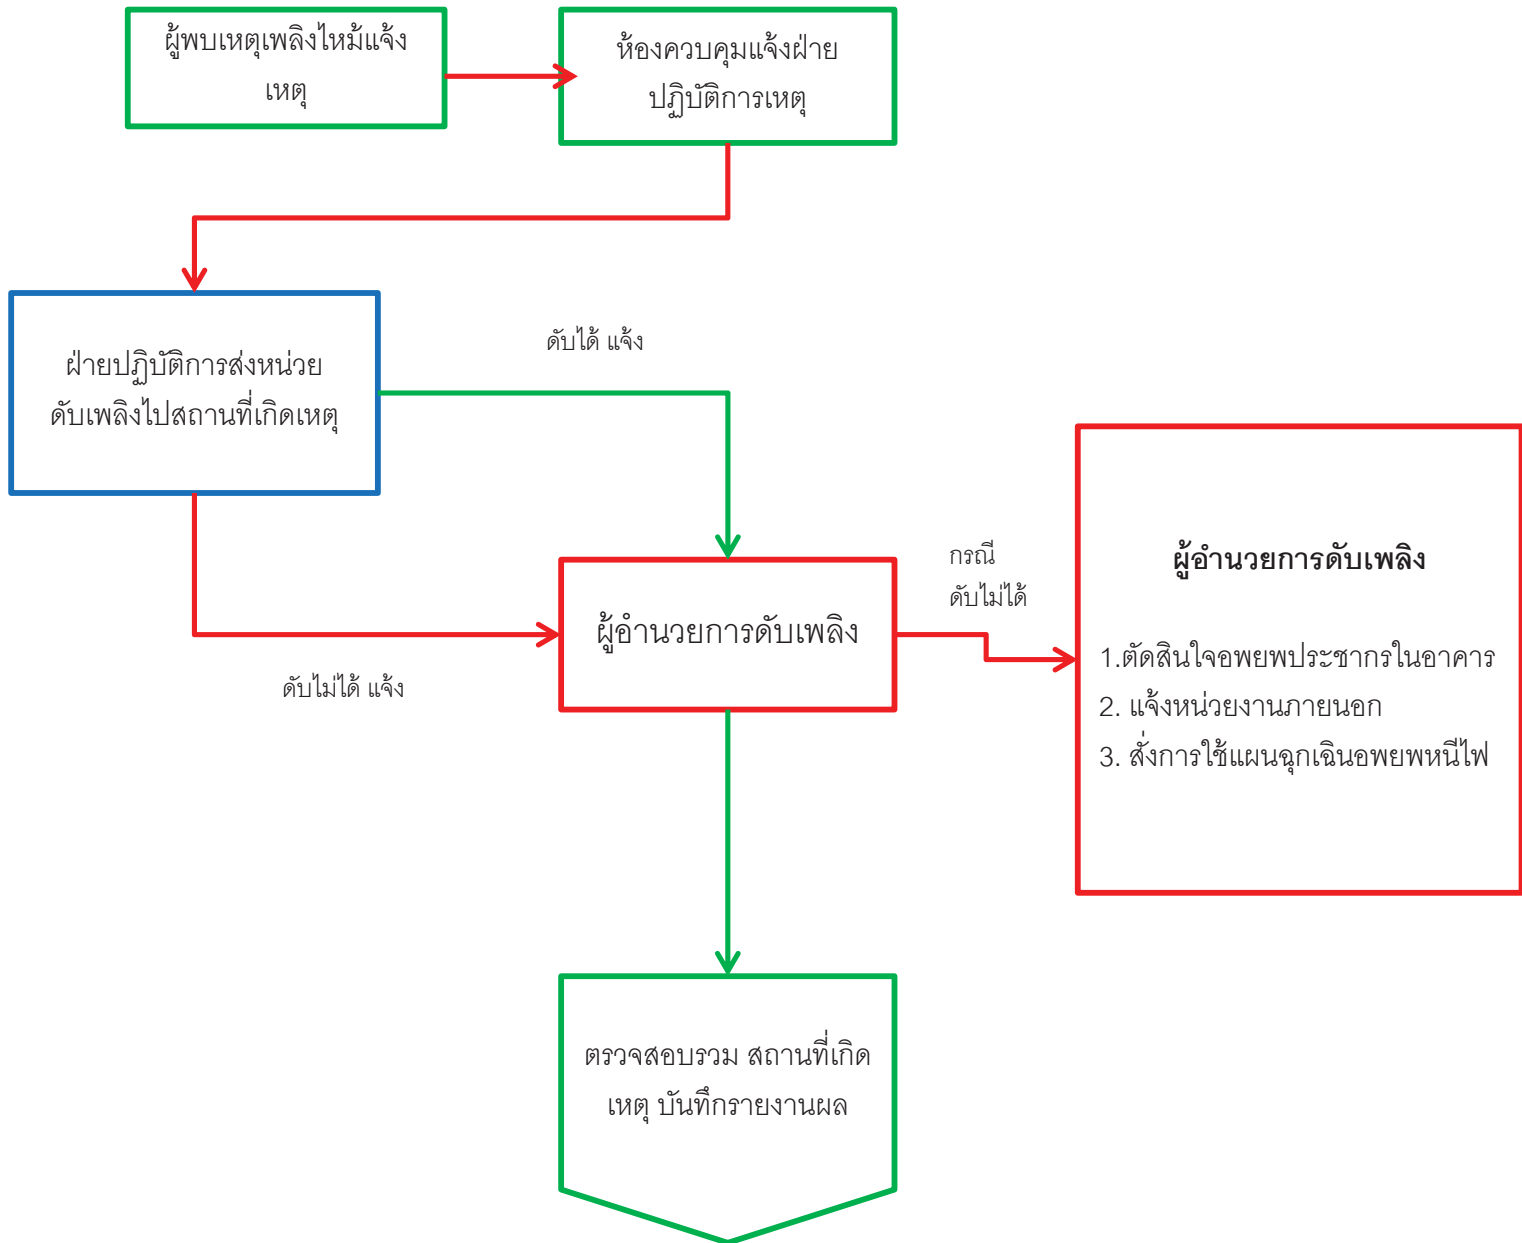 ผู้พบเหตุเพลิงไหม้แจ้ง
เหตุ
ห้องควบคุมแจ้งฝ่าย
ปฏิบัติการเหตุ
ฝ่ายปฏิบัติการส่งหน่วย
ดับเพลิงไปสถานที่เกิดเหตุ
ดับได้ แจ้ง
ดับไม่ได้ แจ้ง
ผู้อำนวยการดับเพลิง
กรณี
ดับไม่ได้
ผู้อำนวยการดับเพลิง
1.ตัดสินใจอพยพประชากรในอาคาร
2. แจ้งหน่วยงานภายนอก
3. สั่งการใช้แผนฉุกเฉินอพยพหนีไฟ
ตรวจสอบรวม สถานที่เกิด
เหตุ บันทึกรายงานผล